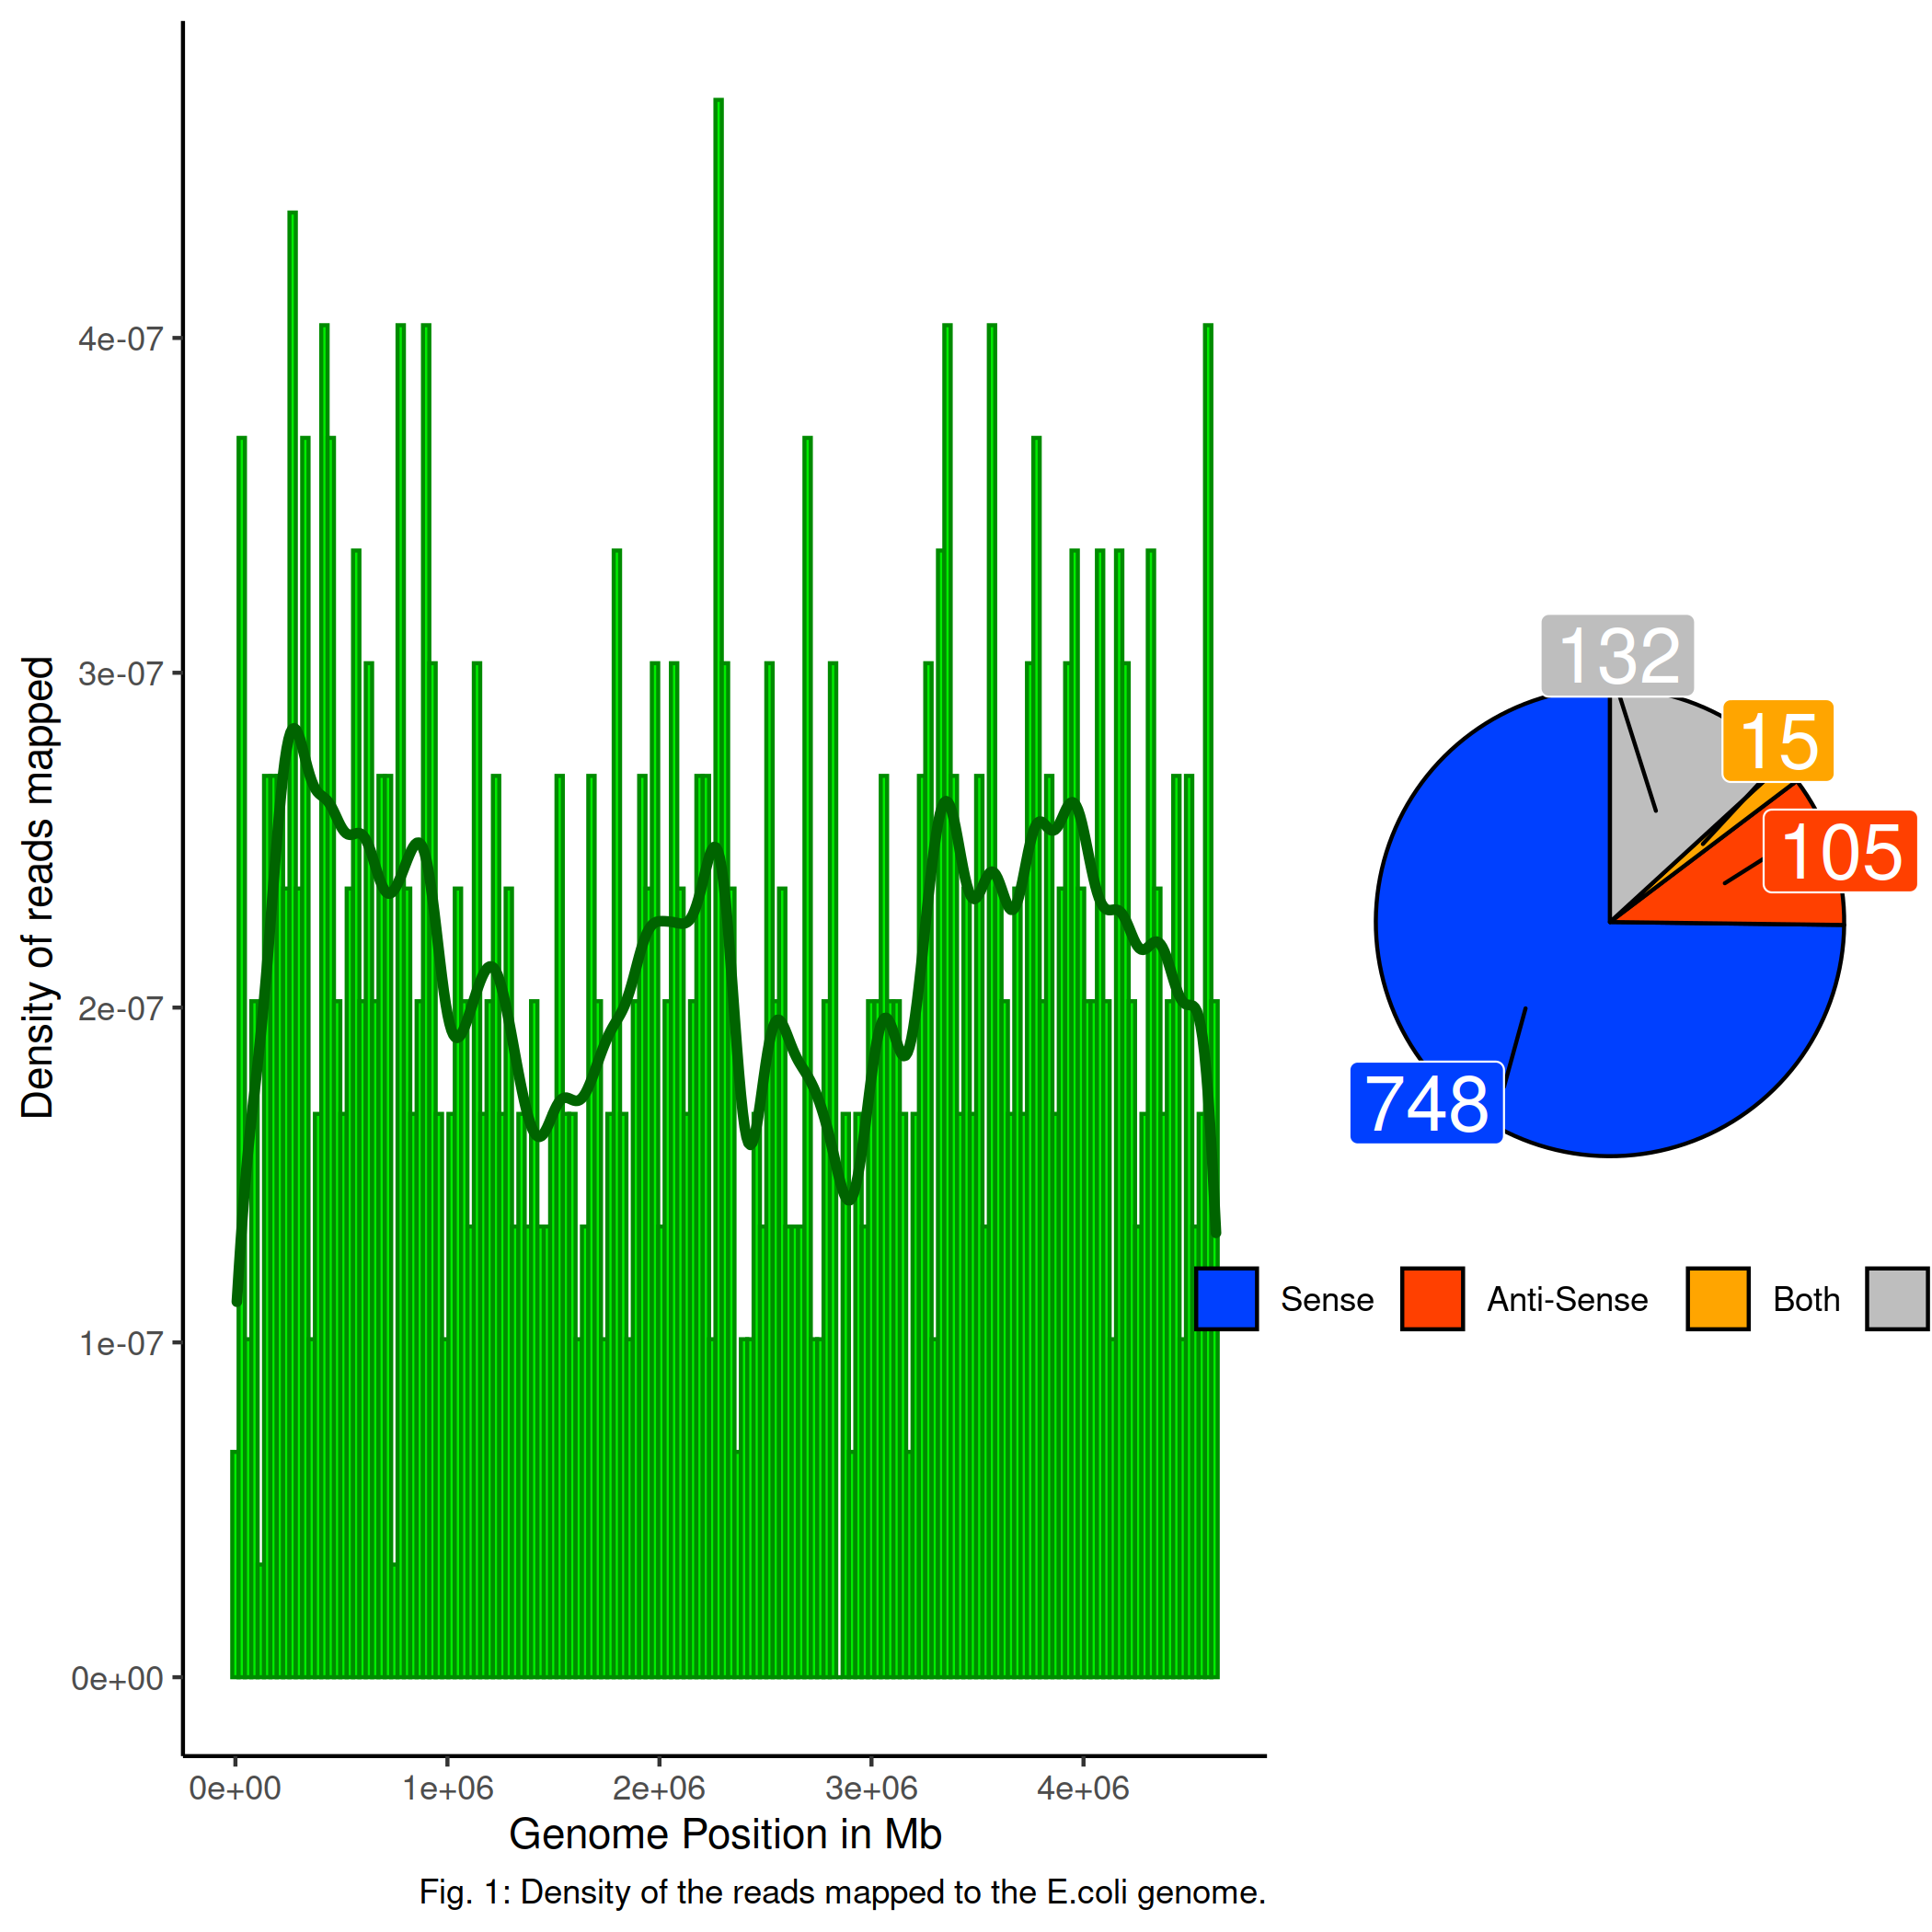 4e-07
3e-07
2e-07
1e-07
0e+00
Density of reads mapped
0e+00 1e+06 2e+06 3e+06 4e+06
Genome Position in Mb
Fig. 1: Density of the reads mapped to the E.coli genome.
132
15
105
748
Sense Anti-Sense Both